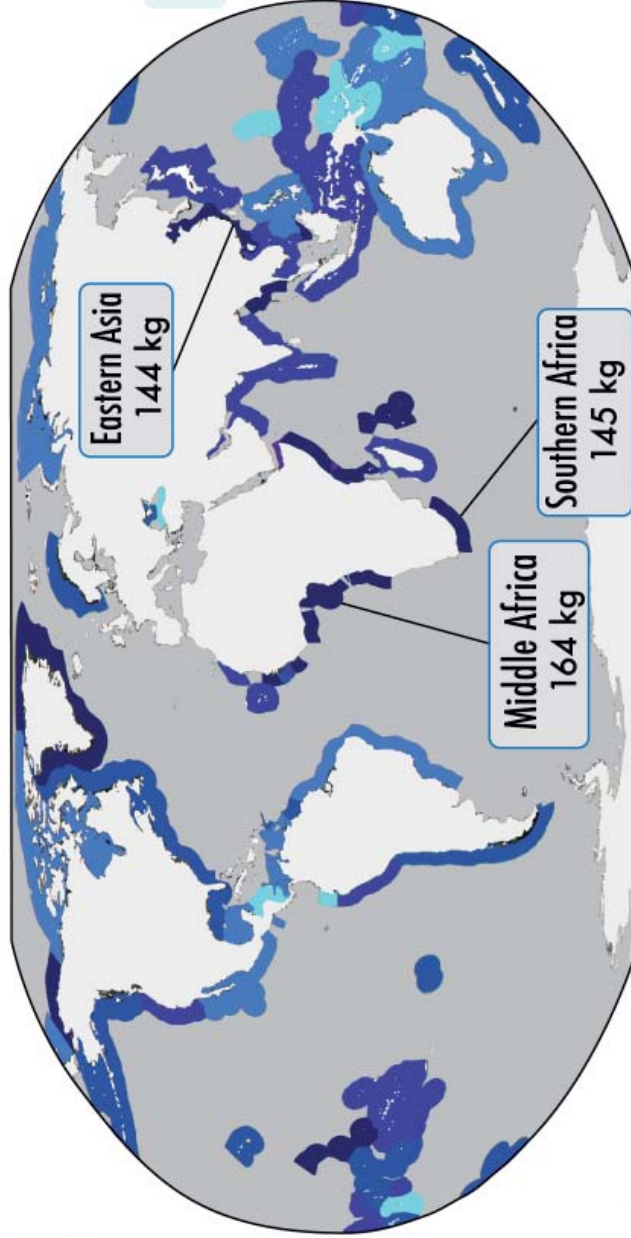 Eastern Asia
144 kg
Middle Africa
164 kg
Southern Africa
145 kg